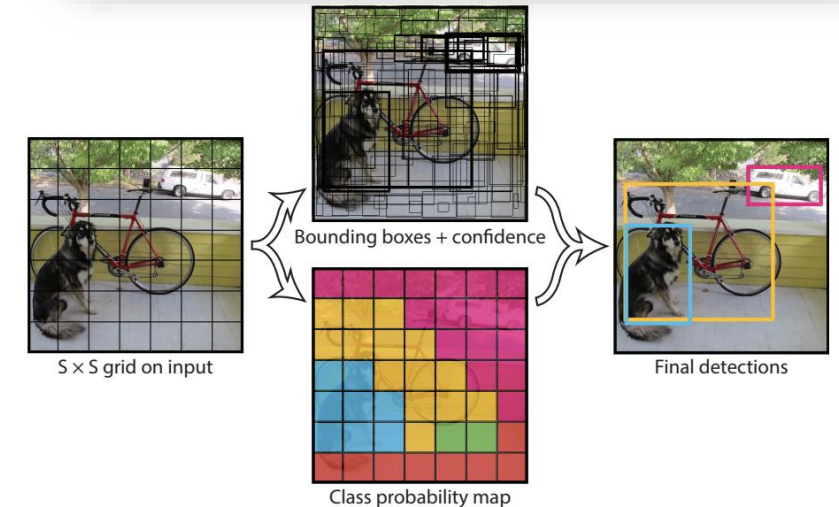 Bounding boxes + confidence
S × S grid on input
Final detections
Class probability map